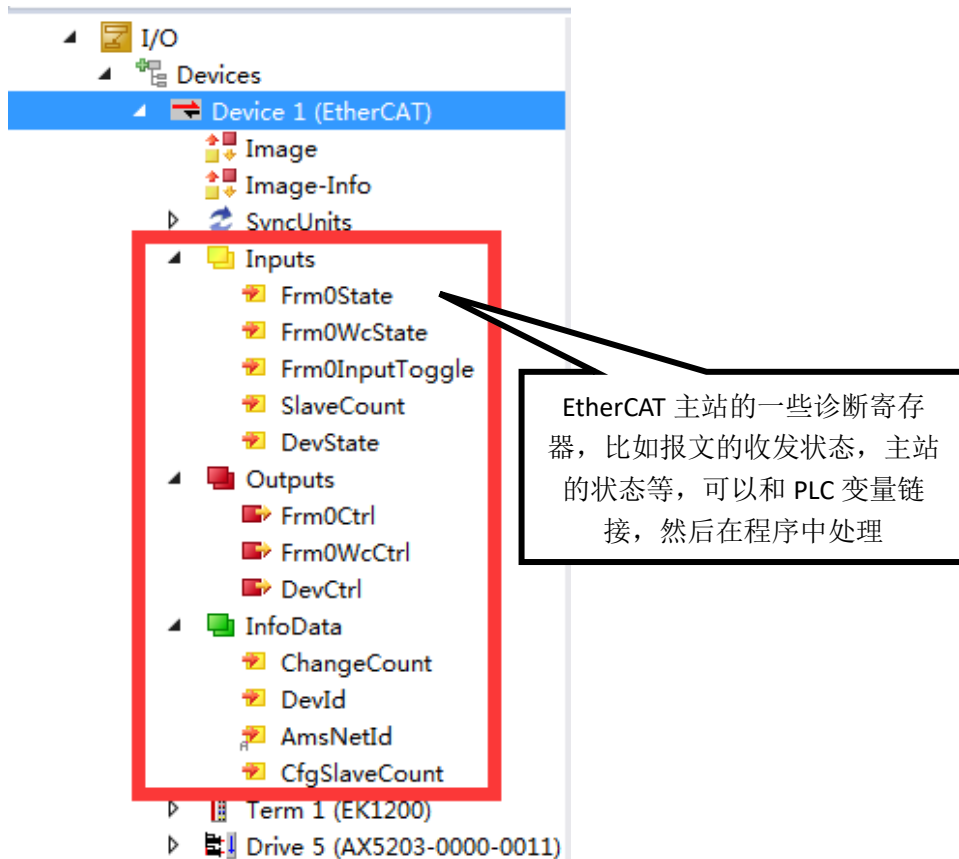 I/O
Devices
Device 1 (EtherCAT)
Image
Image-Info
SyncUnits
Inputs
Frm0State
Frm0WcState
Frm0InputToggle
SlaveCount
DevState
Outputs
Frm0Ctrl
Frm0WcCtrl
DevCtrl
InfoData
ChangeCount
DevId
AmsNetId
CfgSlaveCount
Term 1 (EK1200)
Drive 5 (AX5203-0000-0011)
EtherCAT 主站的一些诊断寄存
器，比如报文的收发状态，主站
的状态等，可以和 PLC 变量链
接，然后在程序中处理